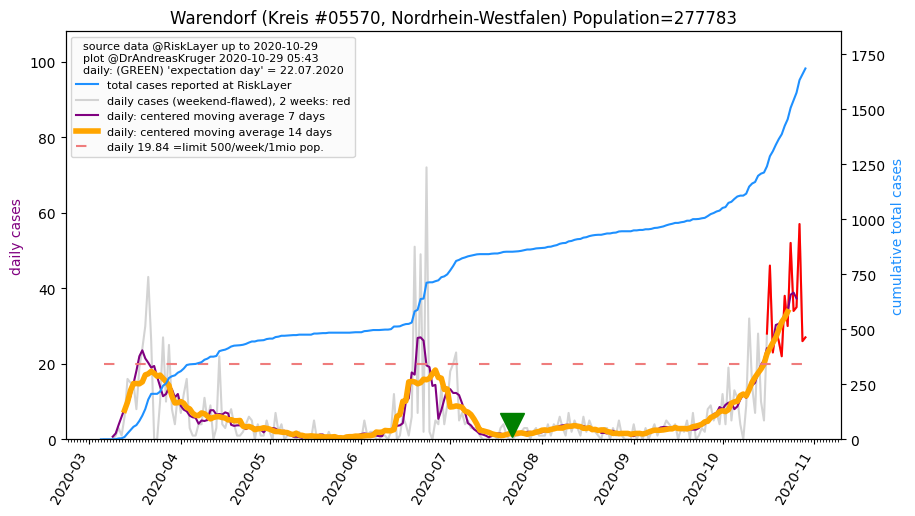 Warendorf (Kreis #05570, Nordrhein-Westfalen) Population=277783
source data @RiskLayer up to 2020-10-29
plot @DrAndreasKruger 2020-10-29 05:43
daily: (GREEN) 'expectation day' = 22.07.2020
total cases reported at RiskLayer
daily cases (weekend-flawed), 2 weeks: red
daily: centered moving average 7 days
daily: centered moving average 14 days
daily 19.84 =limit 500/week/1mio pop.
daily cases
100
80
60
40
20
0
cumulative total cases
1750
1500
1250
1000
750
500
250
0
2020-03
2020-04
2020-05
2020-06
2020-07
2020-08
2020-09
2020-10
2020-11